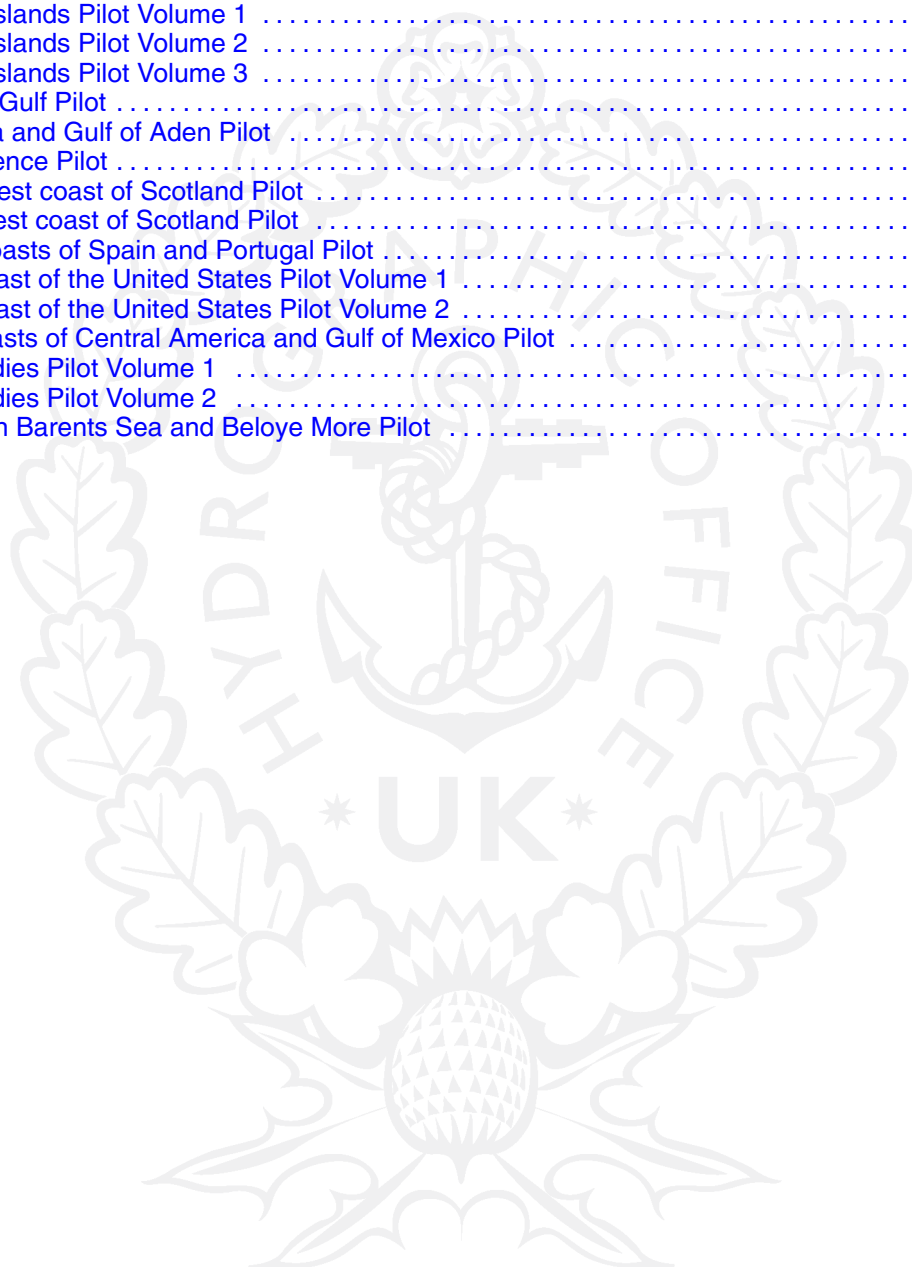 slands Pilot Volume 1 . . . . . . . . . . . . . . . . . . . . . . . . . . . . . . . . . . . . . . . . . . . . . . . . . . . . . . . . . .
slands Pilot Volume 2 . . . . . . . . . . . . . . . . . . . . . . . . . . . . . . . . . . . . . . . . . . . . . . . . . . . . . . . . . .
slands Pilot Volume 3 . . . . . . . . . . . . . . . . . . . . . . . . . . . . . . . . . . . . . . . . . . . . . . . . . . . . . . . . . .
Gulf Pilot . . . . . . . . . . . . . . . . . . . . . . . . . . . . . . . . . . . . . . . . . . . . . . . . . . . . . . . . . . . . . . . . . . . . . .
a and Gulf of Aden Pilot . . . . . . . . . . . . . . . . . . . . . . . . . . . . . . . . . . . . . . . . . . . . . . . . . . . . . . .
ence Pilot . . . . . . . . . . . . . . . . . . . . . . . . . . . . . . . . . . . . . . . . . . . . . . . . . . . . . . . . . . . . . . . . . . . . . .
est coast of Scotland Pilot . . . . . . . . . . . . . . . . . . . . . . . . . . . . . . . . . . . . . . . . . . . . . . . . . . . . .
est coast of Scotland Pilot . . . . . . . . . . . . . . . . . . . . . . . . . . . . . . . . . . . . . . . . . . . . . . . . . . . . .
oasts of Spain and Portugal Pilot . . . . . . . . . . . . . . . . . . . . . . . . . . . . . . . . . . . . . . . . . . . . . . .
ast of the United States Pilot Volume 1 . . . . . . . . . . . . . . . . . . . . . . . . . . . . . . . . . . . . . . . .
ast of the United States Pilot Volume 2 . . . . . . . . . . . . . . . . . . . . . . . . . . . . . . . . . . . . . . . .
asts of Central America and Gulf of Mexico Pilot . . . . . . . . . . . . . . . . . . . . . . . . . . . . . .
dies Pilot Volume 1 . . . . . . . . . . . . . . . . . . . . . . . . . . . . . . . . . . . . . . . . . . . . . . . . . . . . . . . . . . . .
dies Pilot Volume 2 . . . . . . . . . . . . . . . . . . . . . . . . . . . . . . . . . . . . . . . . . . . . . . . . . . . . . . . . . . . .
n Barents Sea and Beloye More Pilot . . . . . . . . . . . . . . . . . . . . . . . . . . . . . . . . . . . . . . . . .
HYDROGRAPHIC OFFICE
* UK *